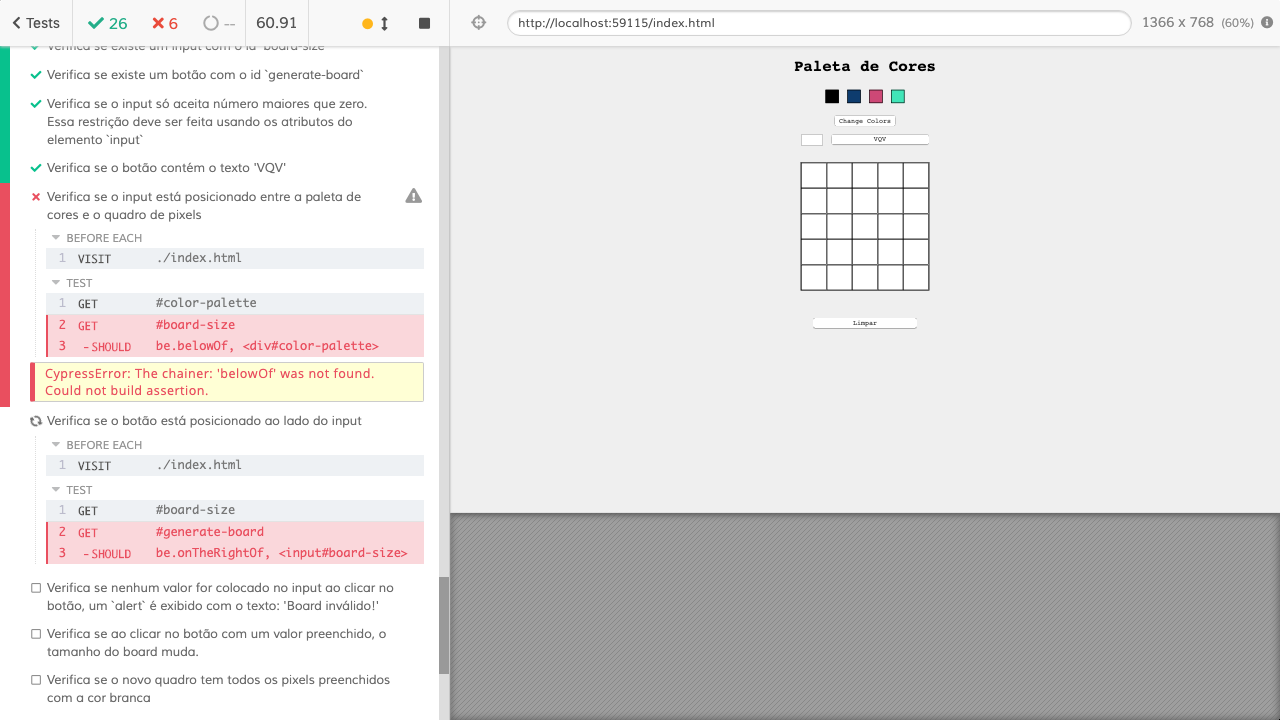 Tests 26 6 -- 60.91
http://localhost:59115/index.html 1366 x 768 (60%)
Verifica se existe um input com o id `board-size`
Verifica se existe um botão com o id `generate-board`
Verifica se o input só aceita número maiores que zero.
Essa restrição deve ser feita usando os atributos do
elemento `input`
Verifica se o botão contém o texto 'VQV'
Verifica se o input está posicionado entre a paleta de
cores e o quadro de pixels
BEFORE EACH
1 VISIT ./index.html
TEST
1 GET #color-palette
2 GET #board-size
3 -SHOULD be.belowOf, <div#color-palette>
CypressError: The chainer: 'belowOf' was not found.
Could not build assertion.
Verifica se o botão está posicionado ao lado do input
BEFORE EACH
1 VISIT ./index.html
TEST
1 GET #board-size
2 GET #generate-board
3 -SHOULD be.onTheRightOf, <input#board-size>
Verifica se nenhum valor for colocado no input ao clicar no
botão, um `alert` é exibido com o texto: 'Board inválido!'
Verifica se ao clicar no botão com um valor preenchido, o
tamanho do board muda.
Verifica se o novo quadro tem todos os pixels preenchidos
com a cor branca
Paleta de Cores
Change Colors
VQV
Limpar